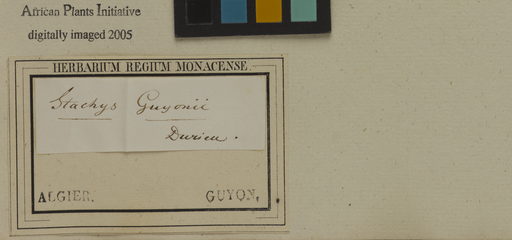 African Plants Initiative
digitally imaged 2005
HERBARIUM REGIUM MONACENSE.
Stachys Guyonii
Durieu.
ALGIER. GUYON,